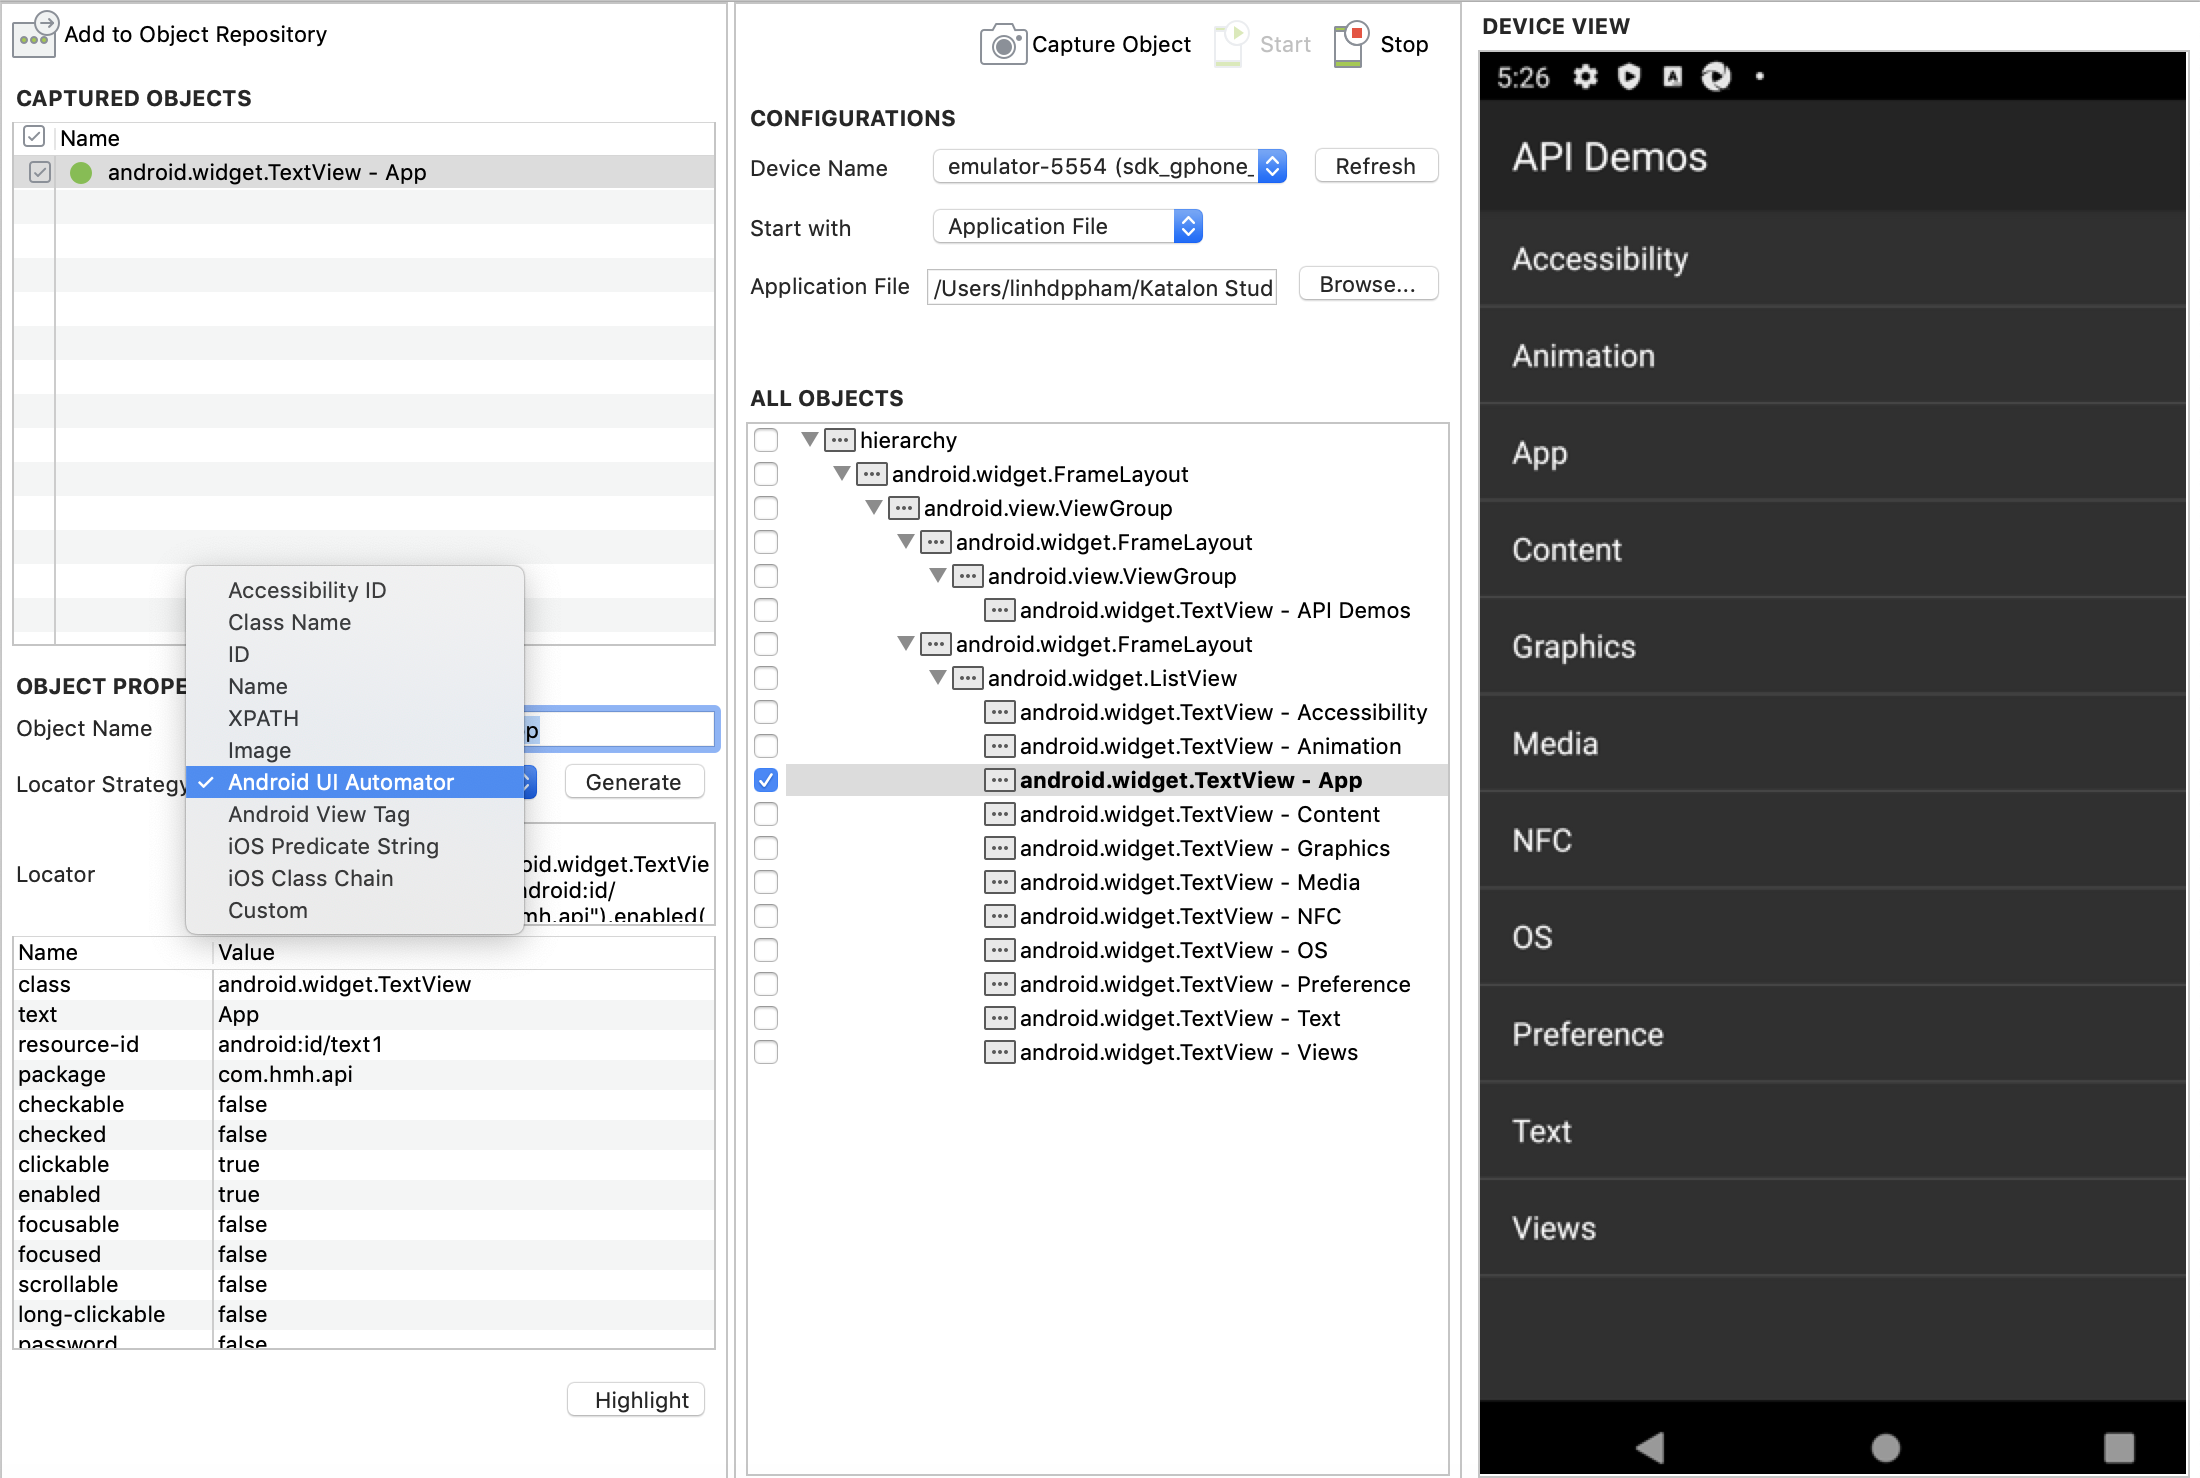 Add to Object Repository
CAPTURED OBJECTS
Name
android.widget.TextView - App
Accessibility ID
Class Name
ID
Name
XPATH
Image
Android UI Automator
Android View Tag
iOS Predicate String
iOS Class Chain
Custom
OBJECT PROPE
Object Name
p
Locator Strategy
Generate
Locator
oid.widget.TextVie
ndroid:id/
mh.api").enabled(
Name Value
class android.widget.TextView
text App
resource-id android:id/text1
package com.hmh.api
checkable false
checked false
clickable true
enabled true
focusable false
focused false
scrollable false
long-clickable false
password false
Highlight
Capture Object
Start
Stop
CONFIGURATIONS
Device Name emulator-5554 (sdk_gphone_ Refresh
Start with Application File
Application File /Users/linhdppham/Katalon Stud Browse...
ALL OBJECTS
hierarchy
android.widget.FrameLayout
android.view.ViewGroup
android.widget.FrameLayout
android.view.ViewGroup
android.widget.TextView - API Demos
android.widget.FrameLayout
android.widget.ListView
android.widget.TextView - Accessibility
android.widget.TextView - Animation
android.widget.TextView - App
android.widget.TextView - Content
android.widget.TextView - Graphics
android.widget.TextView - Media
android.widget.TextView - NFC
android.widget.TextView - OS
android.widget.TextView - Preference
android.widget.TextView - Text
android.widget.TextView - Views
DEVICE VIEW
5:26
API Demos
Accessibility
Animation
App
Content
Graphics
Media
NFC
OS
Preference
Text
Views